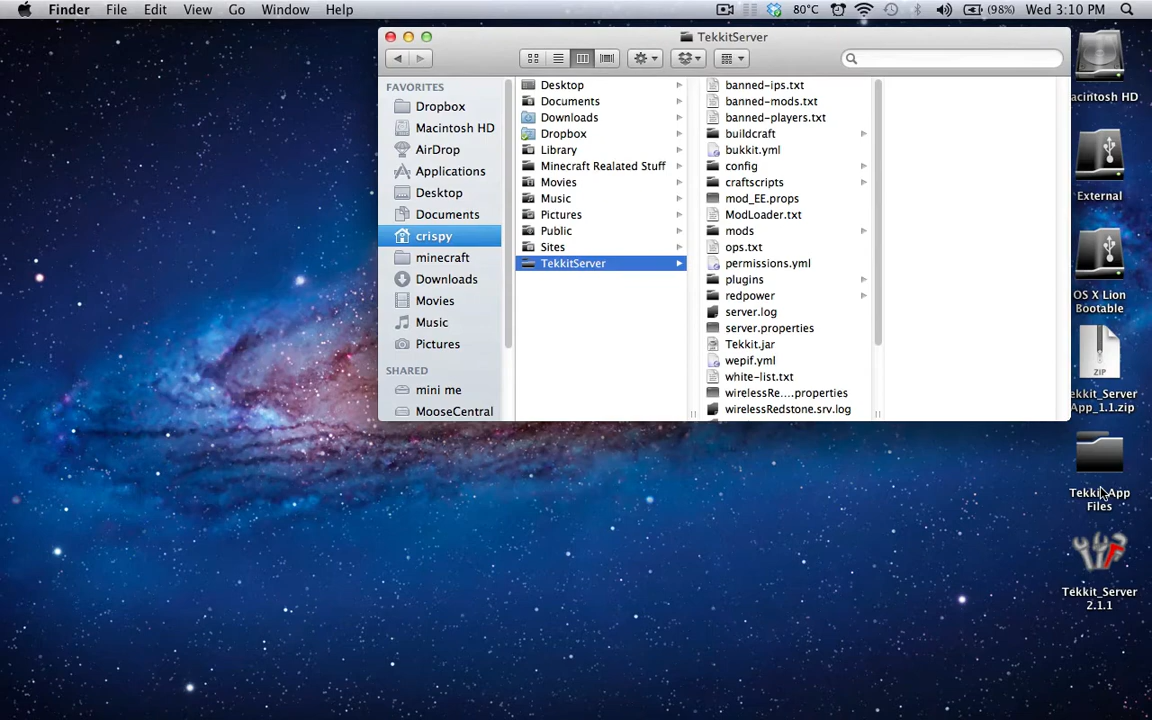 Finder File Edit View Go Window Help 80°C (98%) Wed 3:10 PM
TekkitServer
FAVORITES
Dropbox
Macintosh HD
AirDrop
Applications
Desktop
Documents
crispy
minecraft
Downloads
Movies
Music
Pictures
SHARED
mini me
MooseCentral
Desktop
Documents
Downloads
Dropbox
Library
Minecraft Realated Stuff
Movies
Music
Pictures
Public
Sites
TekkitServer
banned-ips.txt
banned-mods.txt
banned-players.txt
buildcraft
bukkit.yml
config
craftscripts
mod_EE.props
ModLoader.txt
mods
ops.txt
permissions.yml
plugins
redpower
server.log
server.properties
Tekkit.jar
wepif.yml
white-list.txt
wirelessRe....properties
wirelessRedstone.srv.log
acintosh HD
External
OS X Lion
Bootable
ZIP
ekkit_Server
App_1.1.zip
Tekkit App
Files
Tekkit_Server
2.1.1